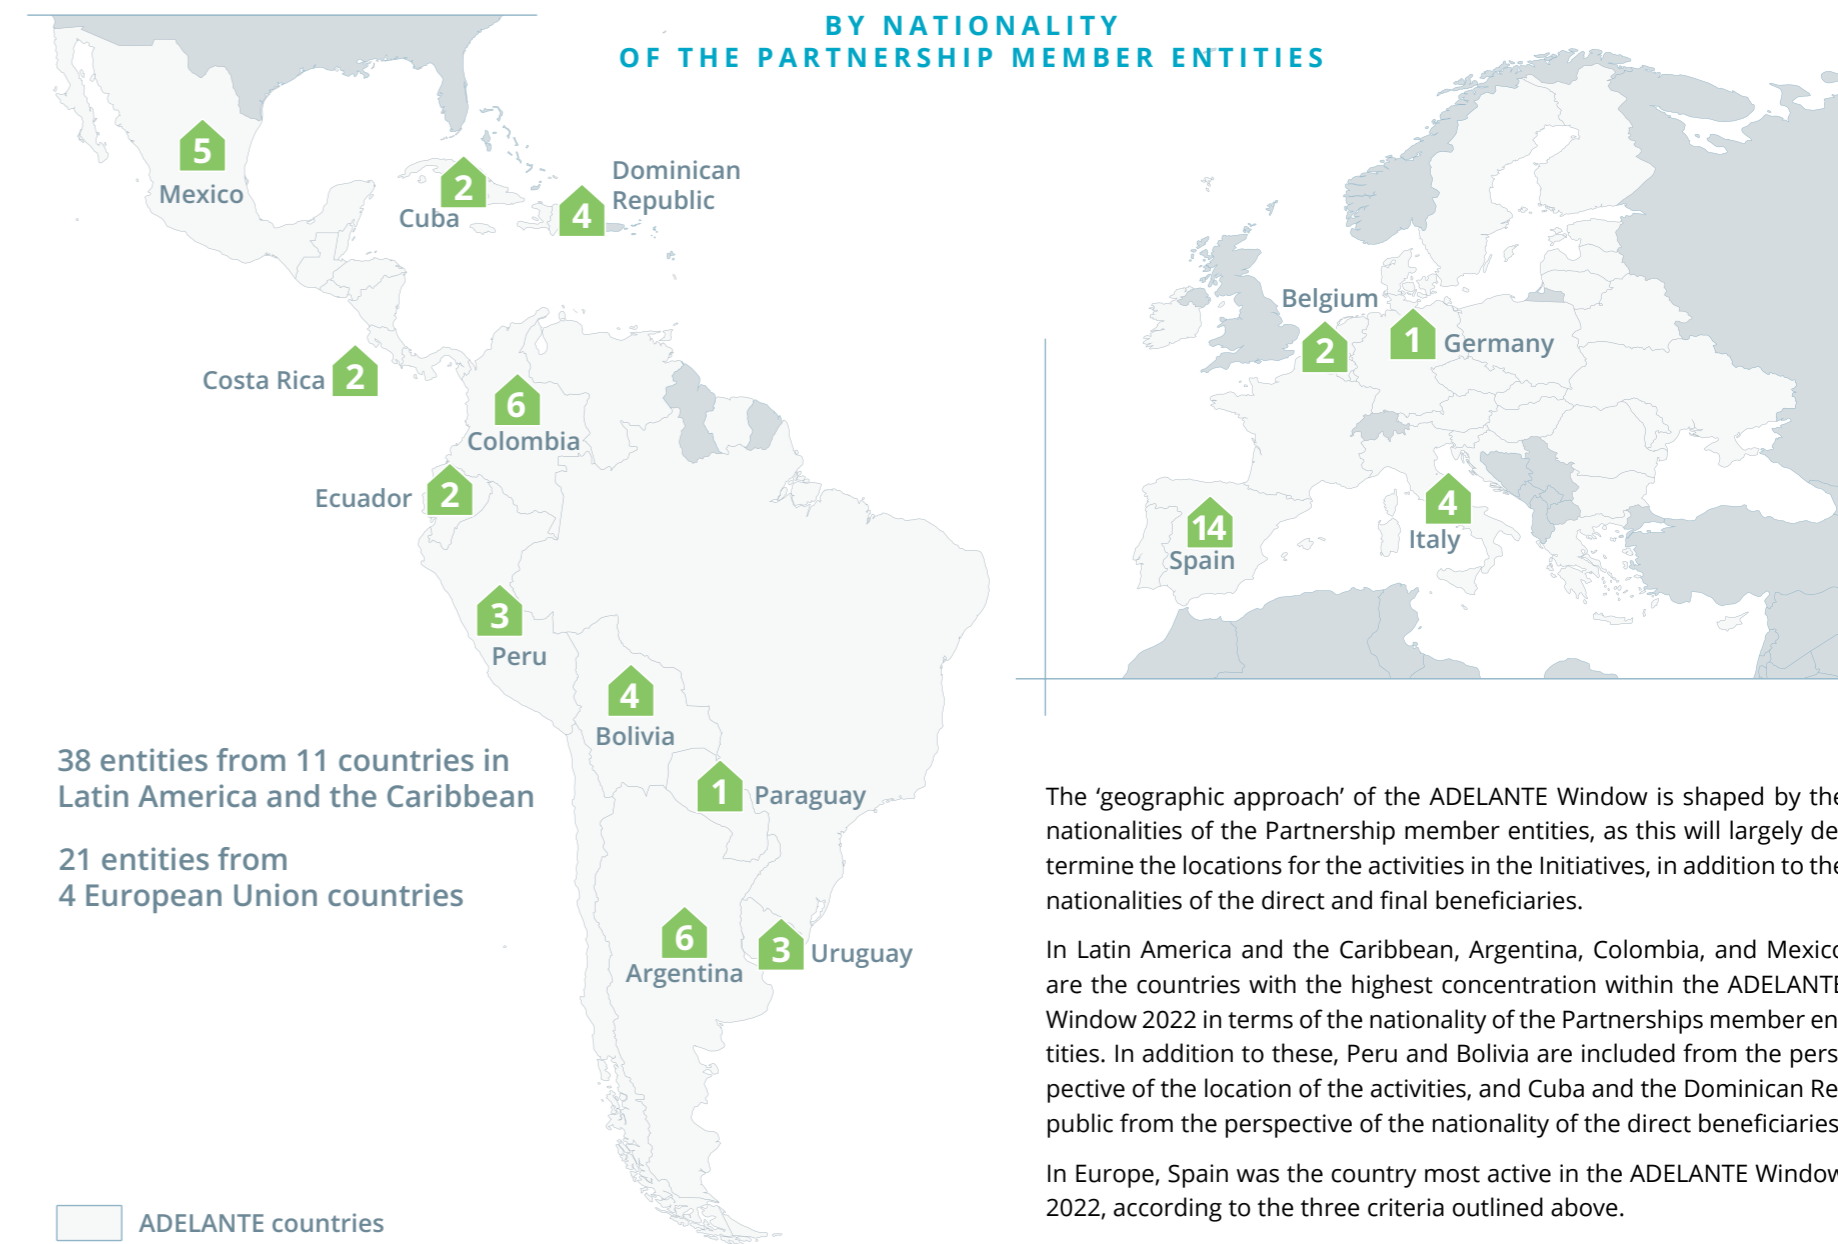 BY NATIONALITY
OF THE PARTNERSHIP MEMBER ENTITIES
5
Mexico
2
Cuba
Dominican
Republic
4
Costa Rica
2
6
Colombia
Ecuador
2
3
Peru
4
Bolivia
1
Paraguay
6
Argentina
3
Uruguay
Belgium
2
1
Germany
14
Spain
4
Italy
38 entities from 11 countries in
Latin America and the Caribbean
21 entities from
4 European Union countries
ADELANTE countries
The ‘geographic approach’ of the ADELANTE Window is shaped by the
nationalities of the Partnership member entities, as this will largely de
termine the locations for the activities in the Initiatives, in addition to the
nationalities of the direct and final beneficiaries.
In Latin America and the Caribbean, Argentina, Colombia, and Mexico
are the countries with the highest concentration within the ADELANTE
Window 2022 in terms of the nationality of the Partnerships member en
tities. In addition to these, Peru and Bolivia are included from the pers
pective of the location of the activities, and Cuba and the Dominican Re
public from the perspective of the nationality of the direct beneficiaries
In Europe, Spain was the country most active in the ADELANTE Window
2022, according to the three criteria outlined above.